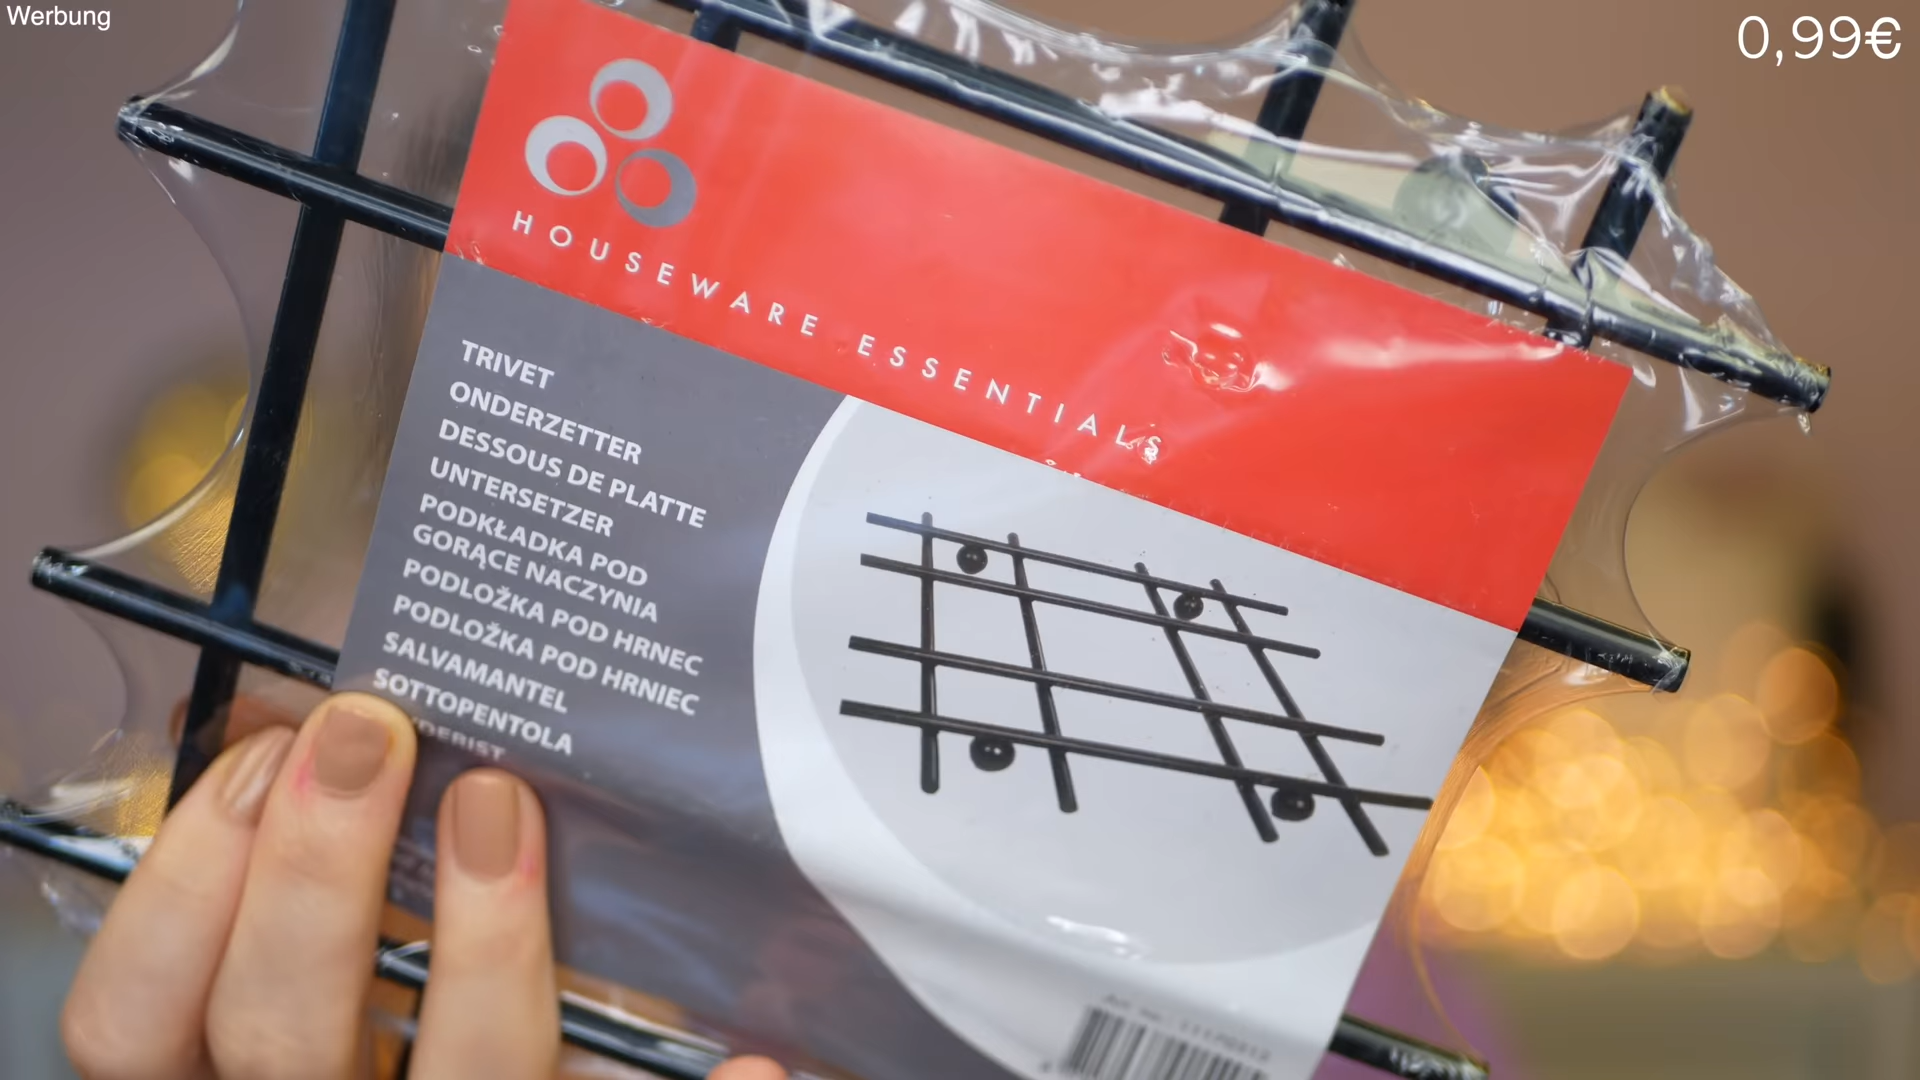 Werbung
0,99€
HOUSEWARE ESSENTIALS
TRIVET
ONDERZETTER
DESSOUS DE PLATTE
UNTERSETZER
PODKŁADKA POD
GORĄCE NACZYNIA
PODLOŽKA POD HRNEC
PODLOŽKA POD HRNIEC
SALVAMANTEL
SOTTOPENTOLA